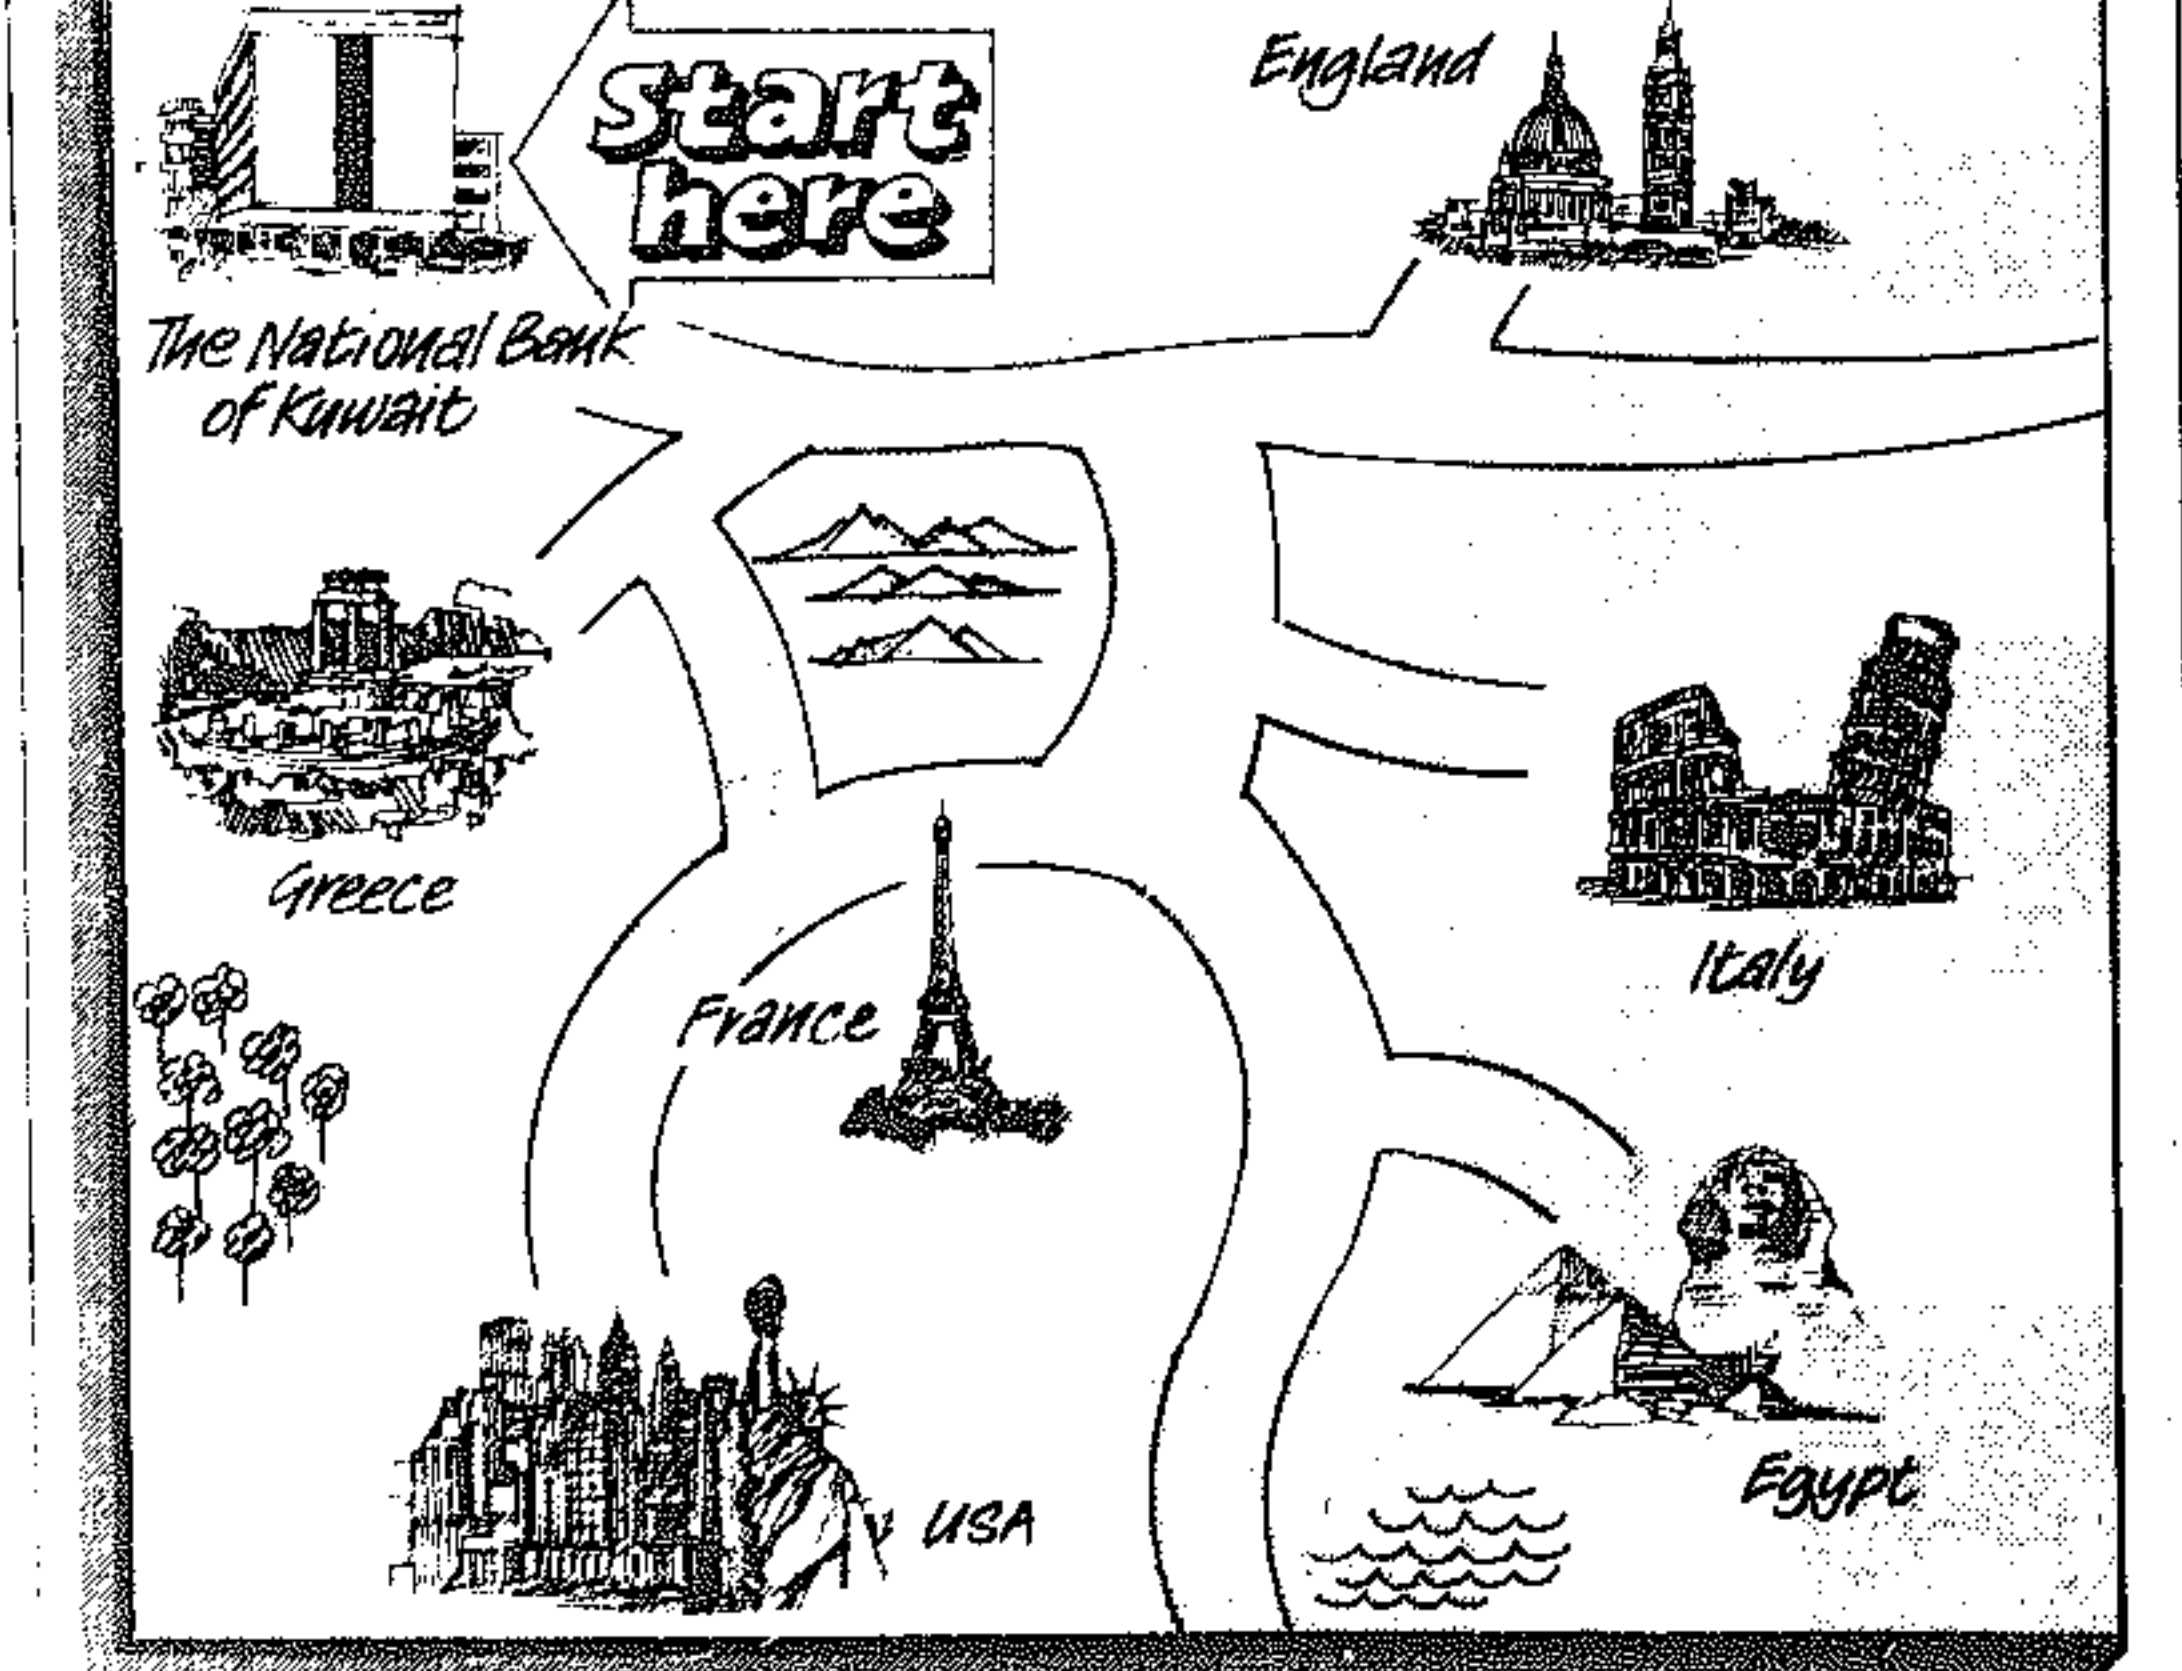 Start
here
England
The National Bank
of Kuwait
Greece
France
Italy
Egypt
USA